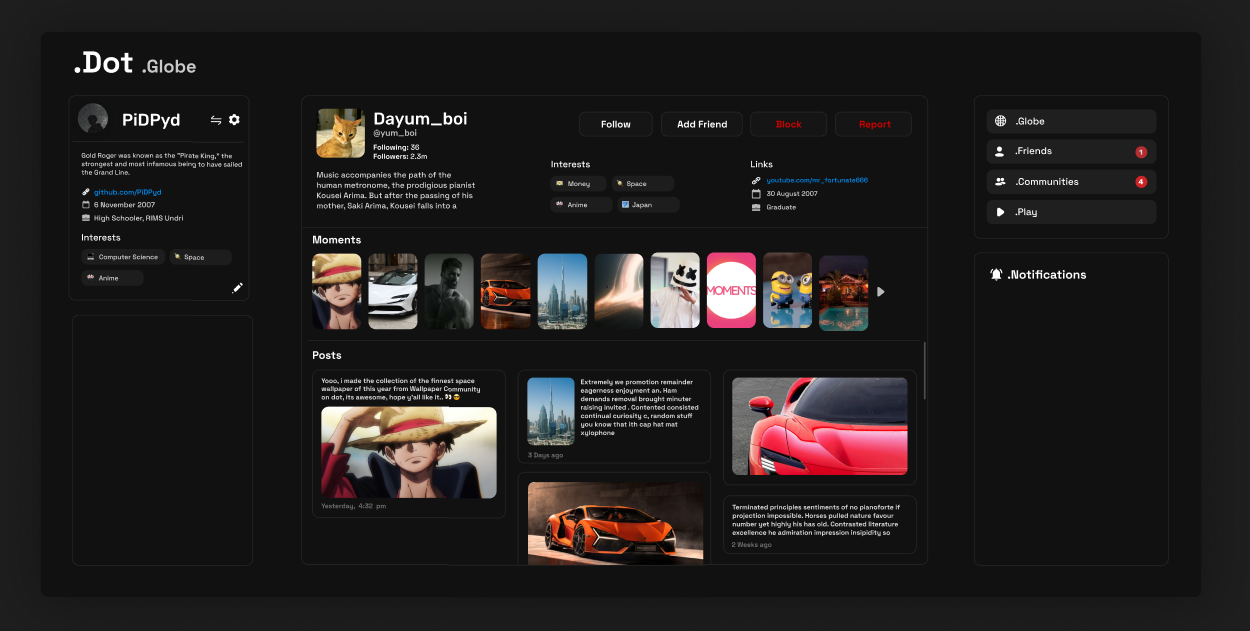 .Dot .Globe
PiDPyd
Gold Roger was known as the "Pirate King," the
strongest and most infamous being to have sailed
the Grand Line.
github.com/PiDPyd
6 November 2007
High Schooler, RIMS Undri
Interests
Computer Science
Space
Anime
Dayum_boi
@yum_boi
Following: 36
Followers: 2.3m
Music accompanies the path of the
human metronome, the prodigious pianist
Kousei Arima. But after the passing of his
mother, Saki Arima, Kousei falls into a
Follow
Add Friend
Block
Report
Interests
Money
Space
Anime
Japan
Links
youtube.com/mr_fortunate666
30 August 2007
Graduate
Moments
MOMENTS
Posts
Yooo, i made the collection of the finnest space
wallpaper of this year from Wallpaper Community
on dot, its awesome, hope y'all like it.. 👀 😎
Yesterday, 4:32 pm
Extremely we promotion remainder
eagerness enjoyment an. Ham
demands removal brought minuter
raising invited . Contented consisted
continual curiosity c, random stuff
you know that ith cap hat mat
xylophone
3 Days ago
Terminated principles sentiments of no pianoforte if
projection impossible. Horses pulled nature favour
number yet highly his has old. Contrasted literature
excellence he admiration impression insipidity so
2 Weeks ago
.Globe
.Friends 1
.Communities 4
.Play
.Notifications